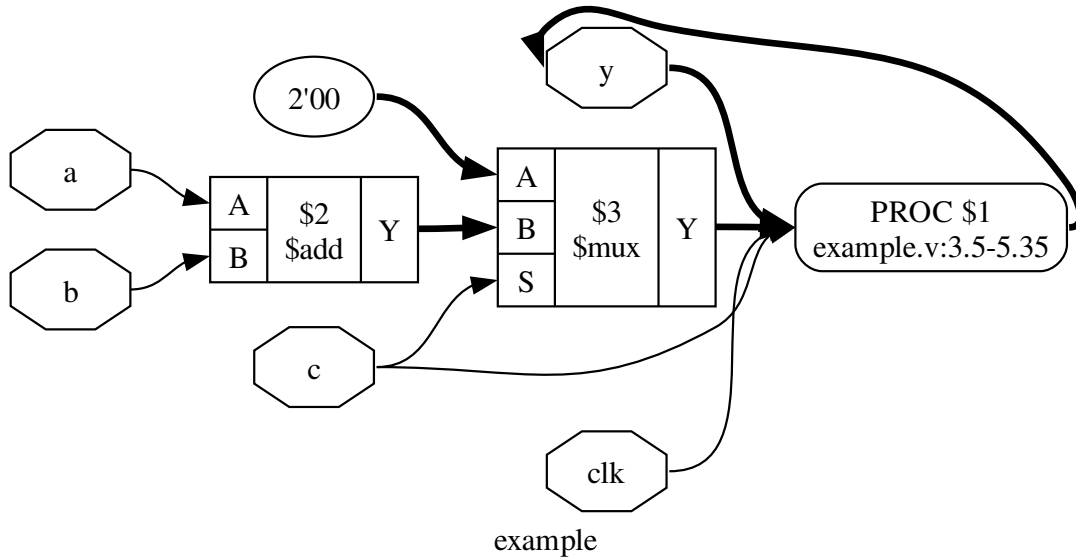 y
2'00
a
A
B
$2
$add
Y
b
A
B
S
$3
$mux
Y
PROC $1
example.v:3.5-5.35
c
clk
example